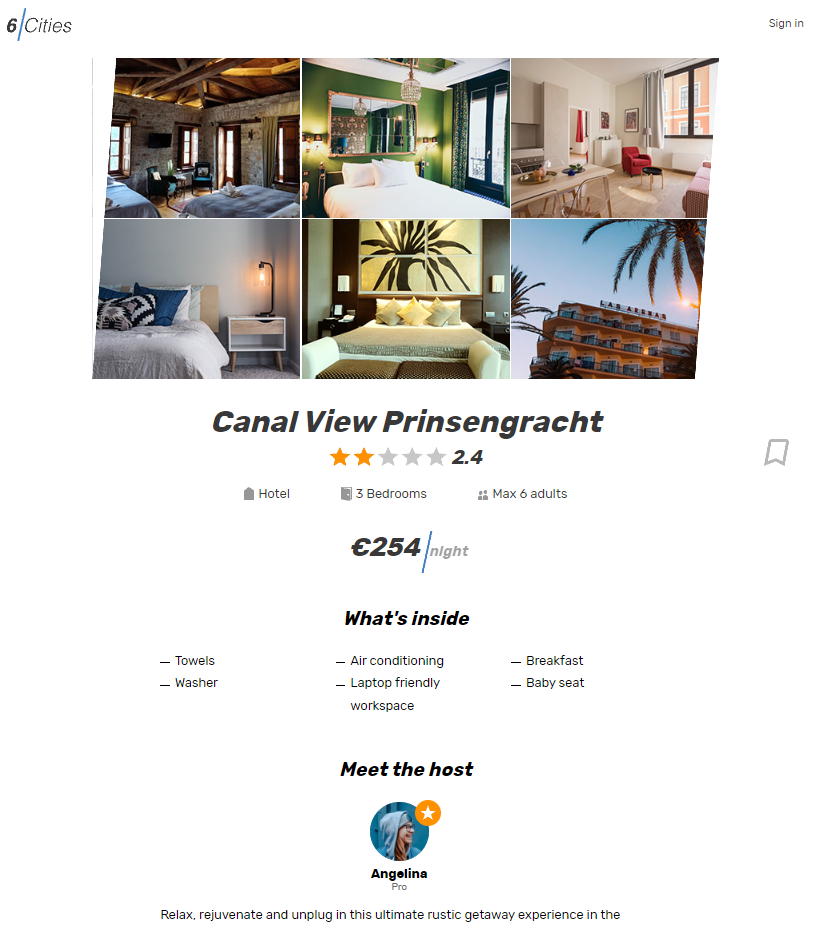 6 Cities
Sign in
LAS ARENAS
Canal View Prinsengracht
2.4
Hotel
3 Bedrooms
Max 6 adults
€254
night
What's inside
Towels
Air conditioning
Breakfast
Washer
Laptop friendly
workspace
Baby seat
Meet the host
Angelina
Pro
Relax, rejuvenate and unplug in this ultimate rustic getaway experience in the